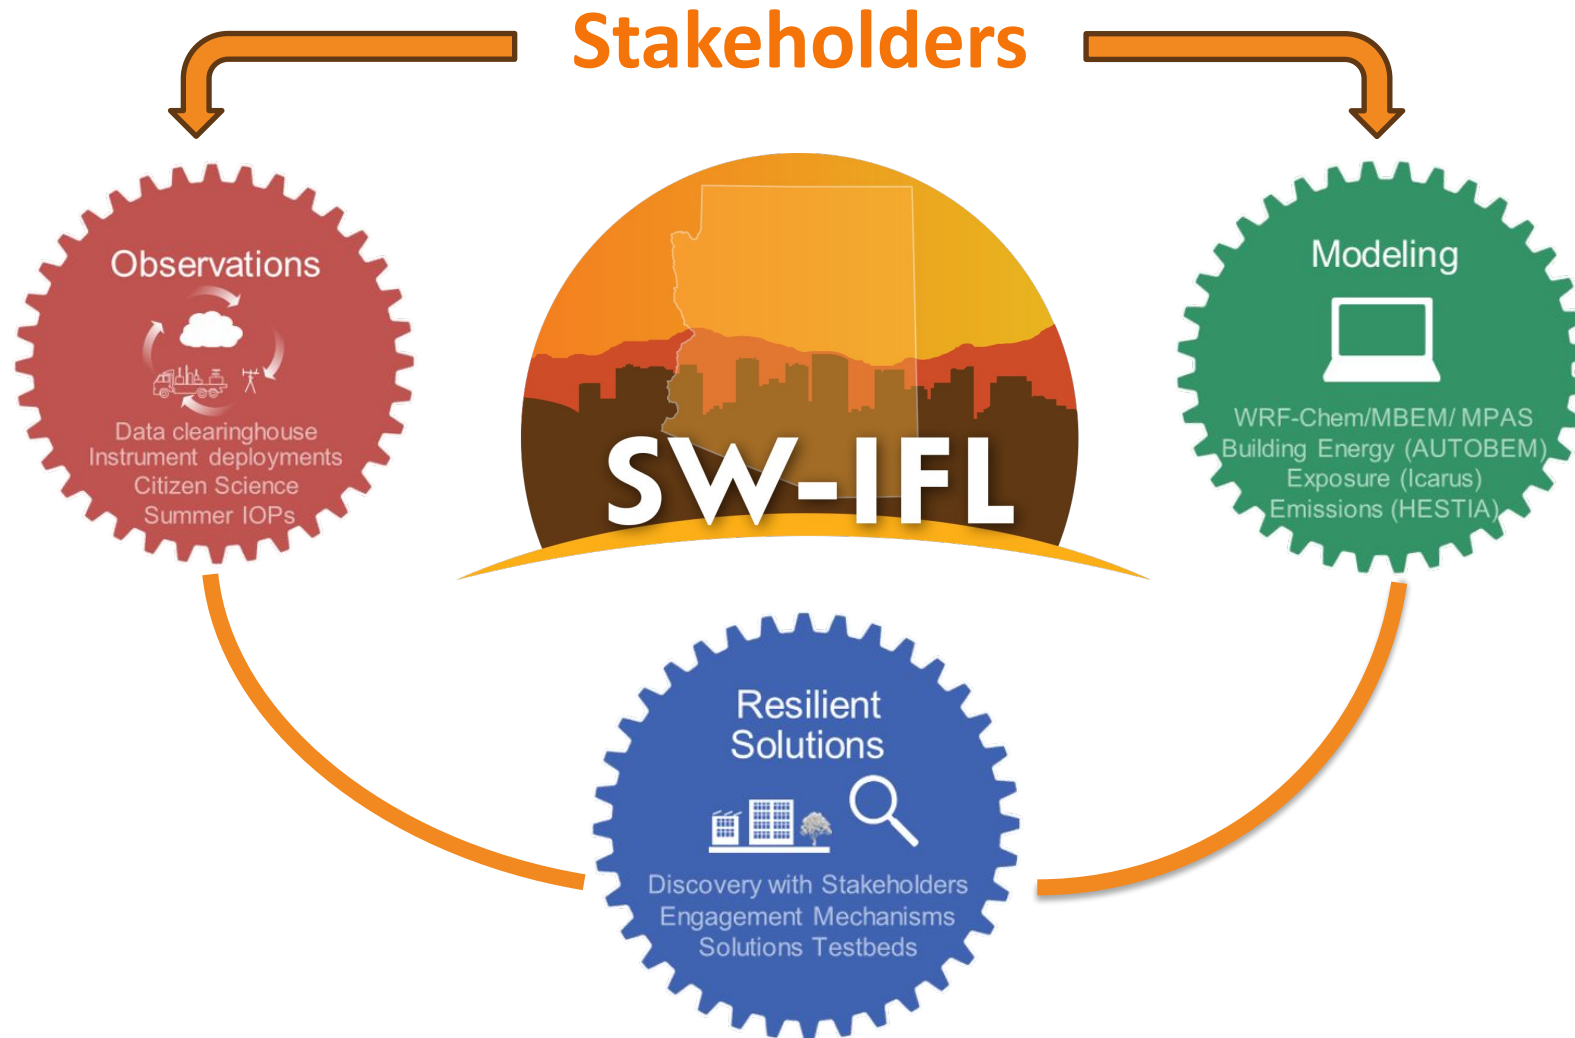 Stakeholders
Observations
Data clearinghouse
Instrument deployments
Citizen Science
Summer IOPs
SW-IFL
Modeling
WRF-Chem/MBEM/ MPAS
Building Energy (AUTOBEM)
Exposure (Icarus)
Emissions (HESTIA)
Resilient
Solutions
Discovery with Stakeholders
Engagement Mechanisms
Solutions Testbeds